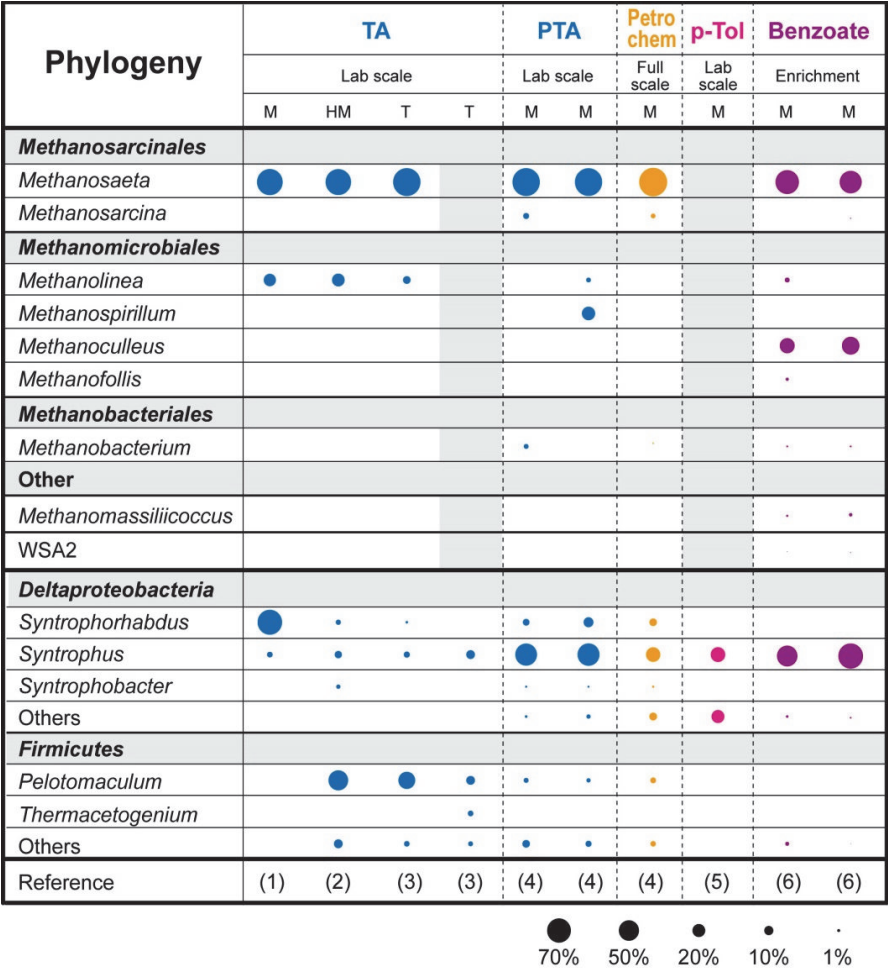 Phylogeny
TA PTA Petro chem p-Tol Benzoate
Lab scale Lab scale Full scale Lab scale Enrichment
M HM T T M M M M M M
Methanosarcinales
Methanosaeta
Methanosarcina
Methanomicrobiales
Methanolinea
Methanospirillum
Methanoculleus
Methanofollis
Methanobacteriales
Methanobacterium
Other
Methanomassiliicoccus
WSA2
Deltaproteobacteria
Syntrophorhabdus
Syntrophus
Syntrophobacter
Others
Firmicutes
Pelotomaculum
Thermacetogenium
Others
Reference (1) (2) (3) (3) (4) (4) (4) (5) (6) (6)
70% 50% 20% 10% 1%